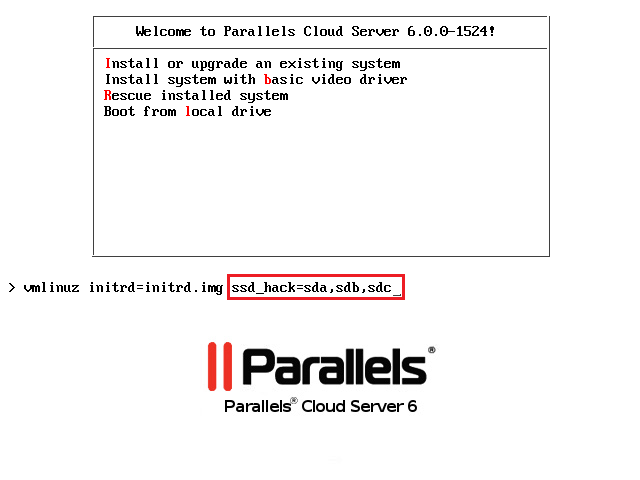 Welcome to Parallels Cloud Server 6.0.0-1524!
Install or upgrade an existing system
Install system with basic video driver
Rescue installed system
Boot from local drive
> vmlinuz initrd=initrd.img ssd_hack=sda,sdb,sdc_
Parallels®
Parallels® Cloud Server 6